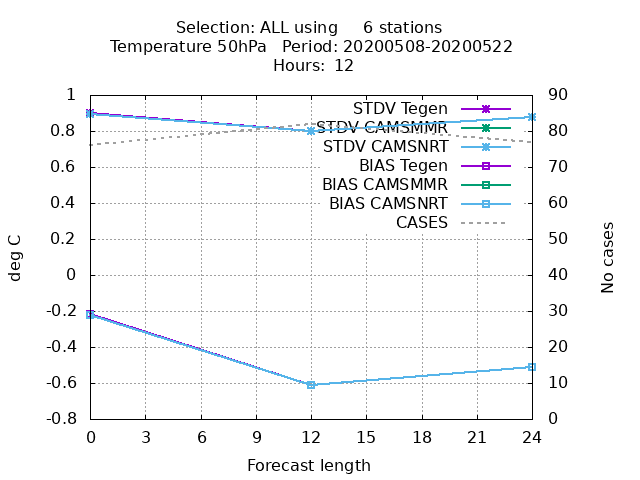 Selection: ALL using     6 stations
Temperature 50hPa   Period: 20200508-20200522
Hours:  12
STDV Tegen
STDV CAMSMMR
STDV CAMSNRT
BIAS Tegen
BIAS CAMSMMR
BIAS CAMSNRT
CASES
deg C
1
0.8
0.6
0.4
0.2
0
-0.2
-0.4
-0.6
-0.8
No cases
90
80
70
60
50
40
30
20
10
0
0 3 6 9 12 15 18 21 24
Forecast length